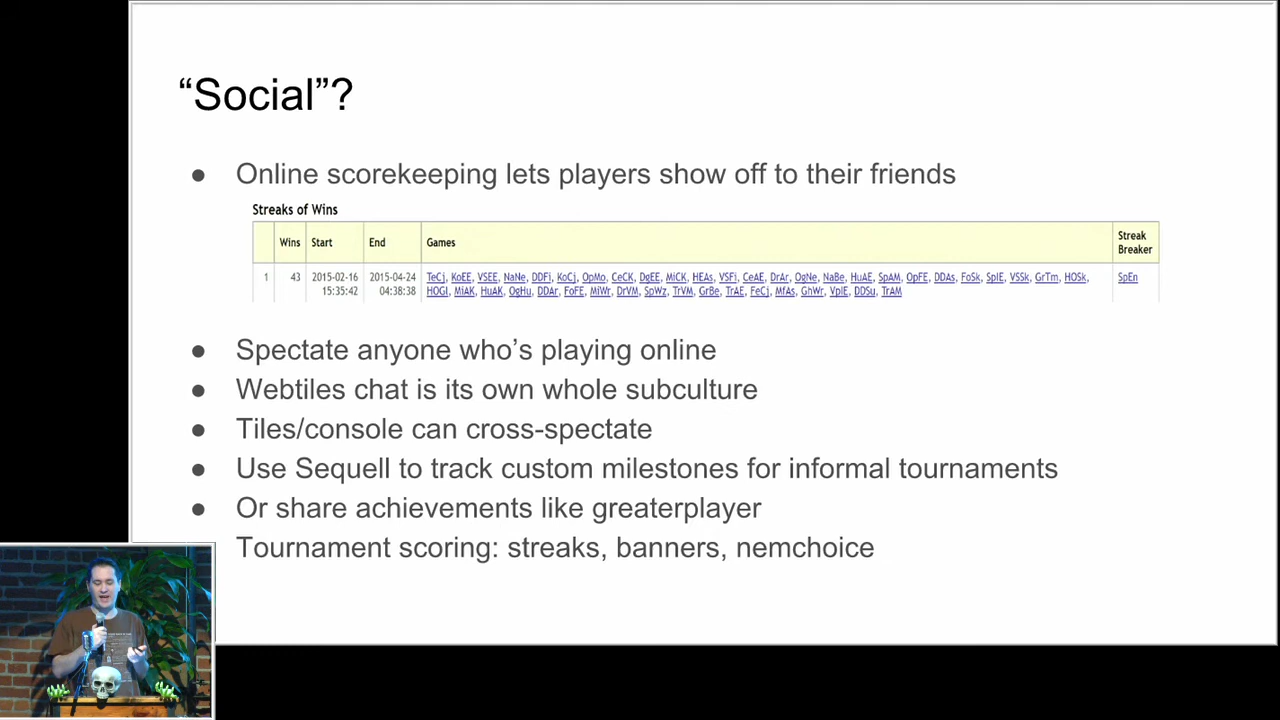 “Social”?
● Online scorekeeping lets players show off to their friends
Streaks of Wins
Wins Start End Games Streak Breaker
1 43 2015-02-16 15:35:42 2015-04-24 04:38:38 TeCj, KoEE, VSEE, NaNe, DDFi, KoCj, OpMo, CeCK, DgEE, MiCK, HEAs, VSFi, CeAE, DrAr, OgNe, NaBe, HuAE, SpAM, OpFE, DDAs, FoSk, SpIE, VSSk, GrTm, HOSk, SpEn
HOGl, MiAK, HuAK, OgHu, DDAr, FoFE, MiWr, DrVM, SpWz, TrVM, GrBe, TrAE, FeCj, MfAs, GhWr, VpIE, DDSu, TrAM
● Spectate anyone who’s playing online
● Webtiles chat is its own whole subculture
● Tiles/console can cross-spectate
● Use Sequell to track custom milestones for informal tournaments
● Or share achievements like greaterplayer
Tournament scoring: streaks, banners, nemchoice